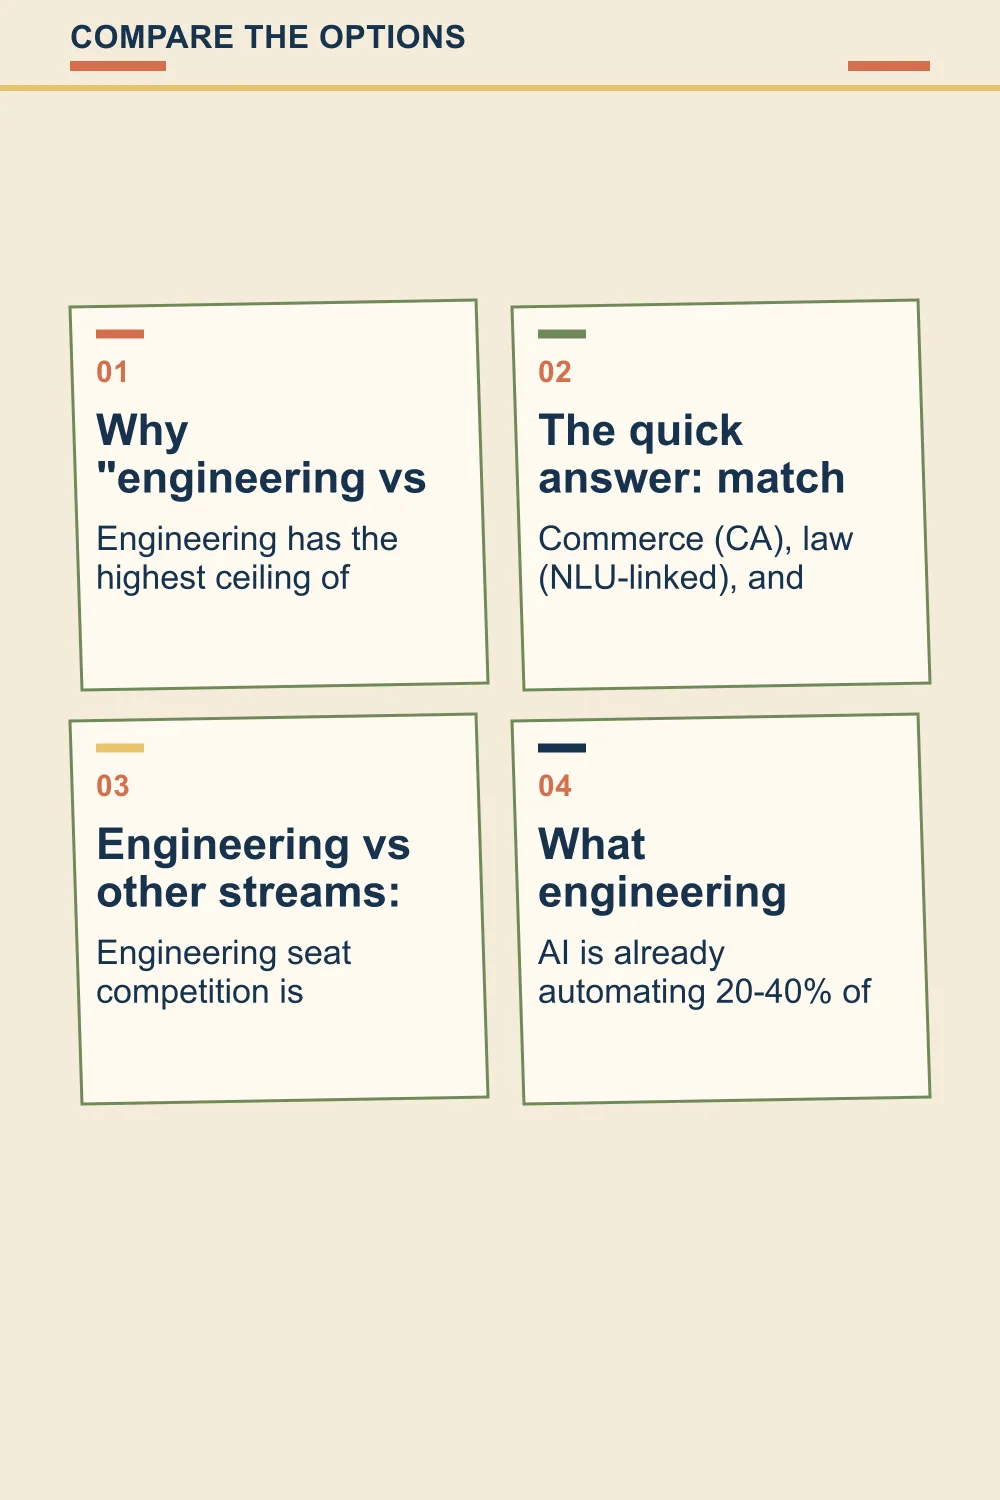 COMPARE THE OPTIONS
01
Why
"engineering vs
Engineering has the
highest ceiling of
02
The quick
answer: match
Commerce (CA), law
(NLU-linked), and
03
Engineering vs
other streams:
Engineering seat
competition is
04
What
engineering
AI is already
automating 20-40% of